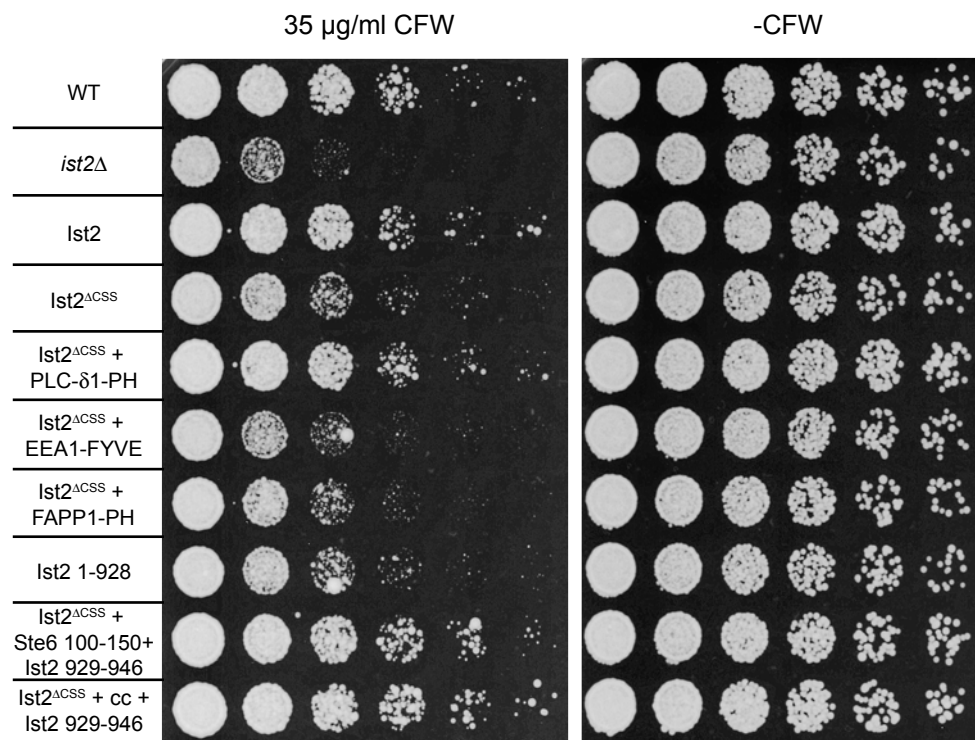 35 µg/ml CFW
-CFW
WT
ist2Δ
Ist2
Ist2ΔCSS
Ist2ΔCSS +
PLC-δ1-PH
Ist2ΔCSS +
EEA1-FYVE
Ist2ΔCSS +
FAPP1-PH
Ist2 1-928
Ist2ΔCSS +
Ste6 100-150+
Ist2 929-946
Ist2ΔCSS + cc +
Ist2 929-946